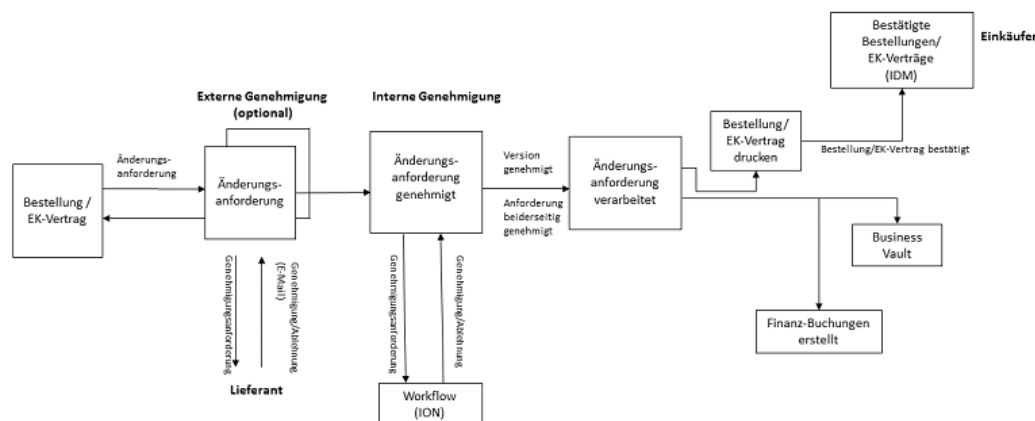 Bestätigte
Bestellungen/
EK-Verträge
(IDM)
Einkäufer
Externe Genehmigung
(optional)
Interne Genehmigung
Bestellung/
EK-Vertrag
drucken
Bestellung/EK-Vertrag bestätigt
Änderungs-
anforderung
Bestellung /
EK-Vertrag
Änderungs-
anforderung
Änderungs-
anforderung
genehmigt
Version
genehmigt
Anforderung
beiderseitig
genehmigt
Änderungs-
anforderung
verarbeitet
Business
Vault
Genehmigungsanforderung
Genehmigung/Ablehnung
(E-Mail)
Genehmigungsanforderung
Genehmigung/Ablehnung
Finanz-Buchungen
erstellt
Lieferant
Workflow
(ION)